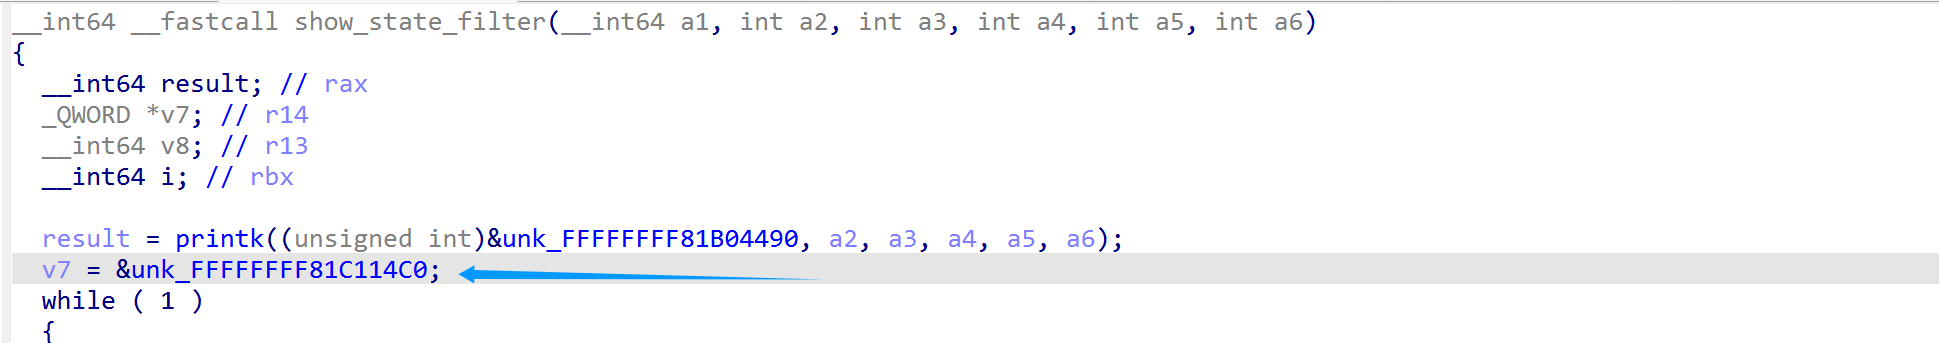 __int64 __fastcall show_state_filter(__int64 a1, int a2, int a3, int a4, int a5, int a6)
{
  __int64 result; // rax
  _QWORD *v7; // r14
  __int64 v8; // r13
  __int64 i; // rbx

  result = printk((unsigned int)&unk_FFFFFFFF81B04490, a2, a3, a4, a5, a6);
  v7 = &unk_FFFFFFFF81C114C0;
  while ( 1 )
  {